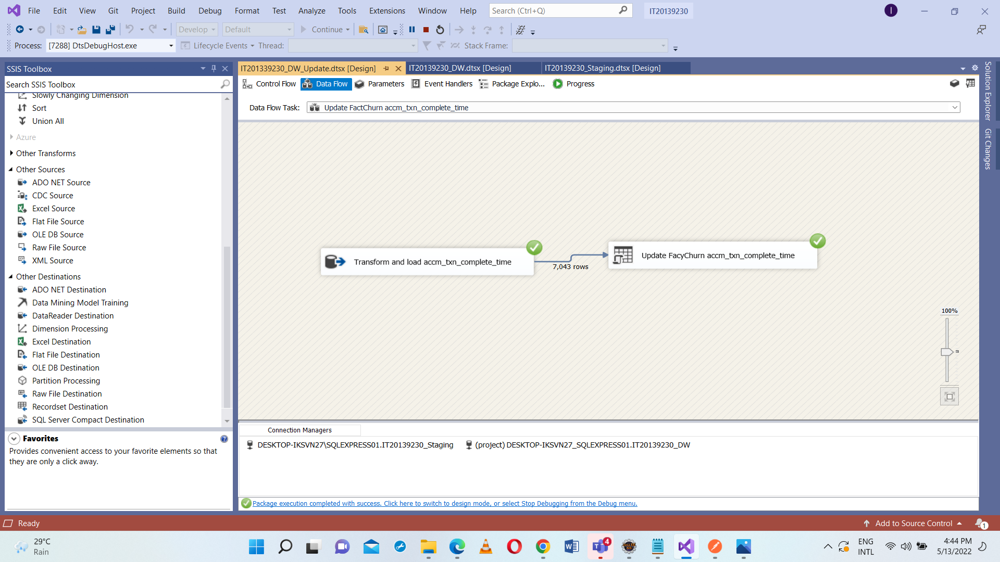 File Edit View Git Project Build Debug Format Test Analyze Tools Extensions Window Help Search (Ctrl+Q) IT20139230 I
Develop Default Continue
Process: [7288] DtsDebugHost.exe Lifecycle Events Thread: Stack Frame:
SSIS Toolbox
Search SSIS Toolbox
Slowly Changing Dimension
Sort
Union All
Azure
Other Transforms
Other Sources
ADO NET Source
CDC Source
Excel Source
Flat File Source
OLE DB Source
Raw File Source
XML Source
Other Destinations
ADO NET Destination
Data Mining Model Training
DataReader Destination
Dimension Processing
Excel Destination
Flat File Destination
OLE DB Destination
Partition Processing
Raw File Destination
Recordset Destination
SQL Server Compact Destination
Favorites
Provides convenient access to your favorite elements so that
they are only a click away.
IT201339230_DW_Update.dtsx [Design] IT20139230_DW.dtsx [Design] IT20139230_Staging.dtsx [Design]
Control Flow Data Flow Parameters Event Handlers Package Explo... Progress
Data Flow Task: Update FactChurn accm_txn_complete_time
Transform and load accm_txn_complete_time
7,043 rows
Update FacyChurn accm_txn_complete_time
100%
Connection Managers
DESKTOP-IKSVN27\SQLEXPRESS01.IT20139230_Staging (project) DESKTOP-IKSVN27_SQLEXPRESS01.IT20139230_DW
Package execution completed with success. Click here to switch to design mode, or select Stop Debugging from the Debug menu.
Solution Explorer
Git Changes
Ready Add to Source Control 1
29°C
Rain
4
ENG
INTL
4:44 PM
5/13/2022